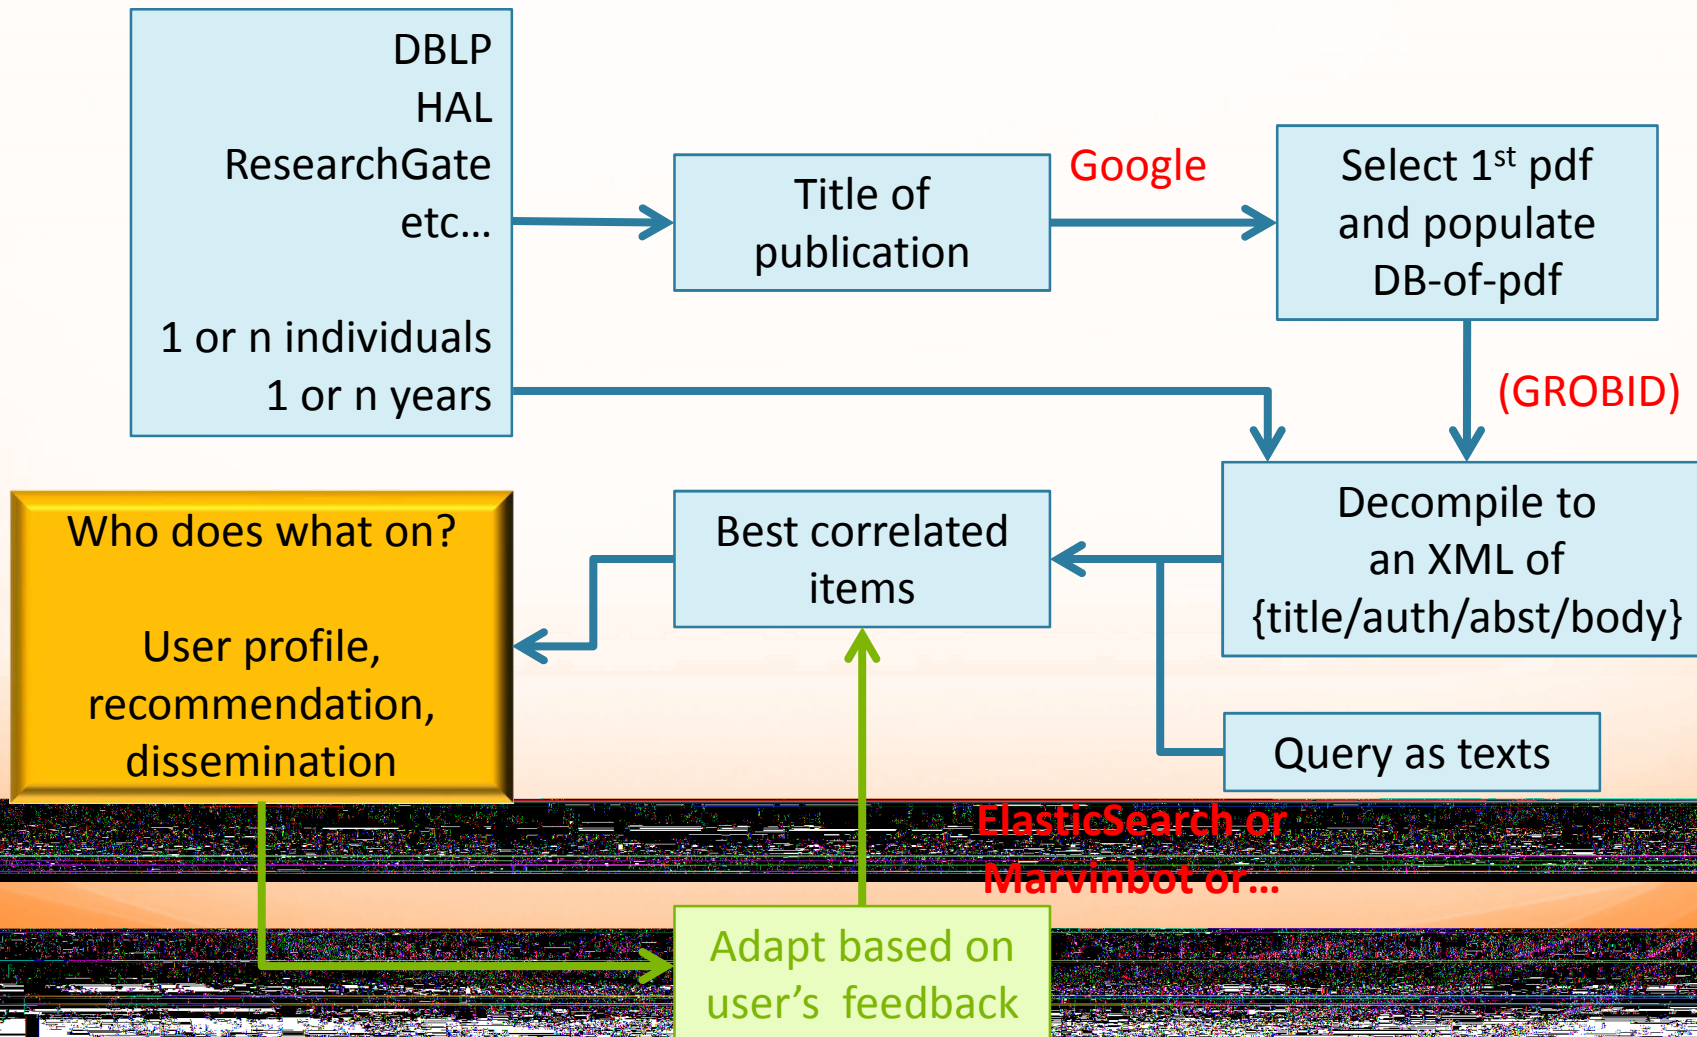 DBLP
HAL
ResearchGate
etc...
1 or n individuals
1 or n years
Title of
publication
Google
Select 1st pdf
and populate
DB-of-pdf
(GROBID)
Decompile to
an XML of
{title/auth/abst/body}
Query as texts
Best correlated
items
Who does what on?
User profile,
recommendation,
dissemination
ElasticSearch or
Marvinbot or...
Adapt based on
user's  feedback